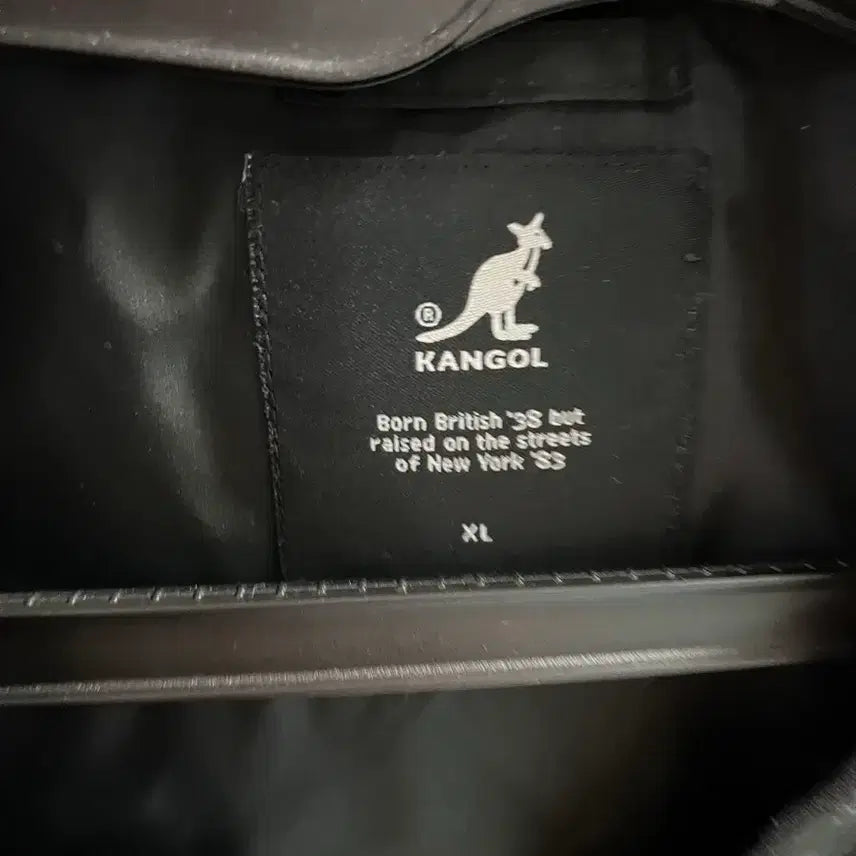 ®
KANGOL
Born British '38 but
raised on the streets
of New York '83
XL